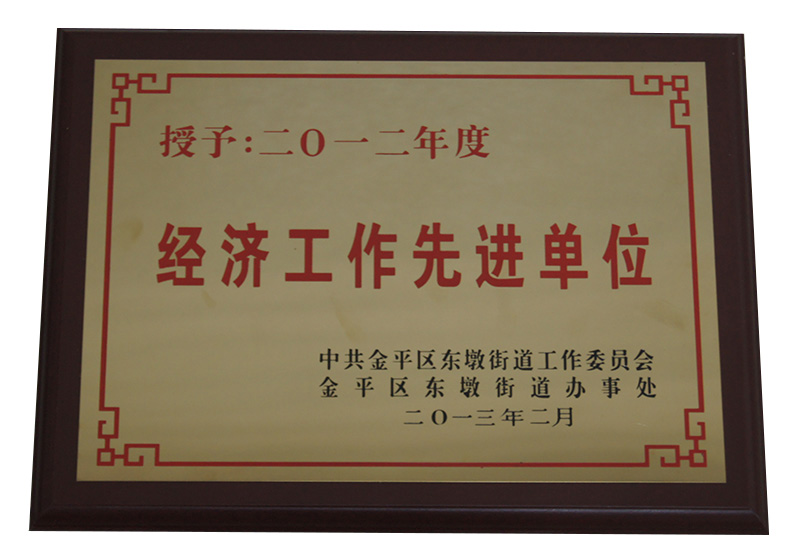 授予:二〇一二年度
经济工作先进单位
中共金平区东墩街道工作委员会
金平区东墩街道办事处
二〇一三年二月